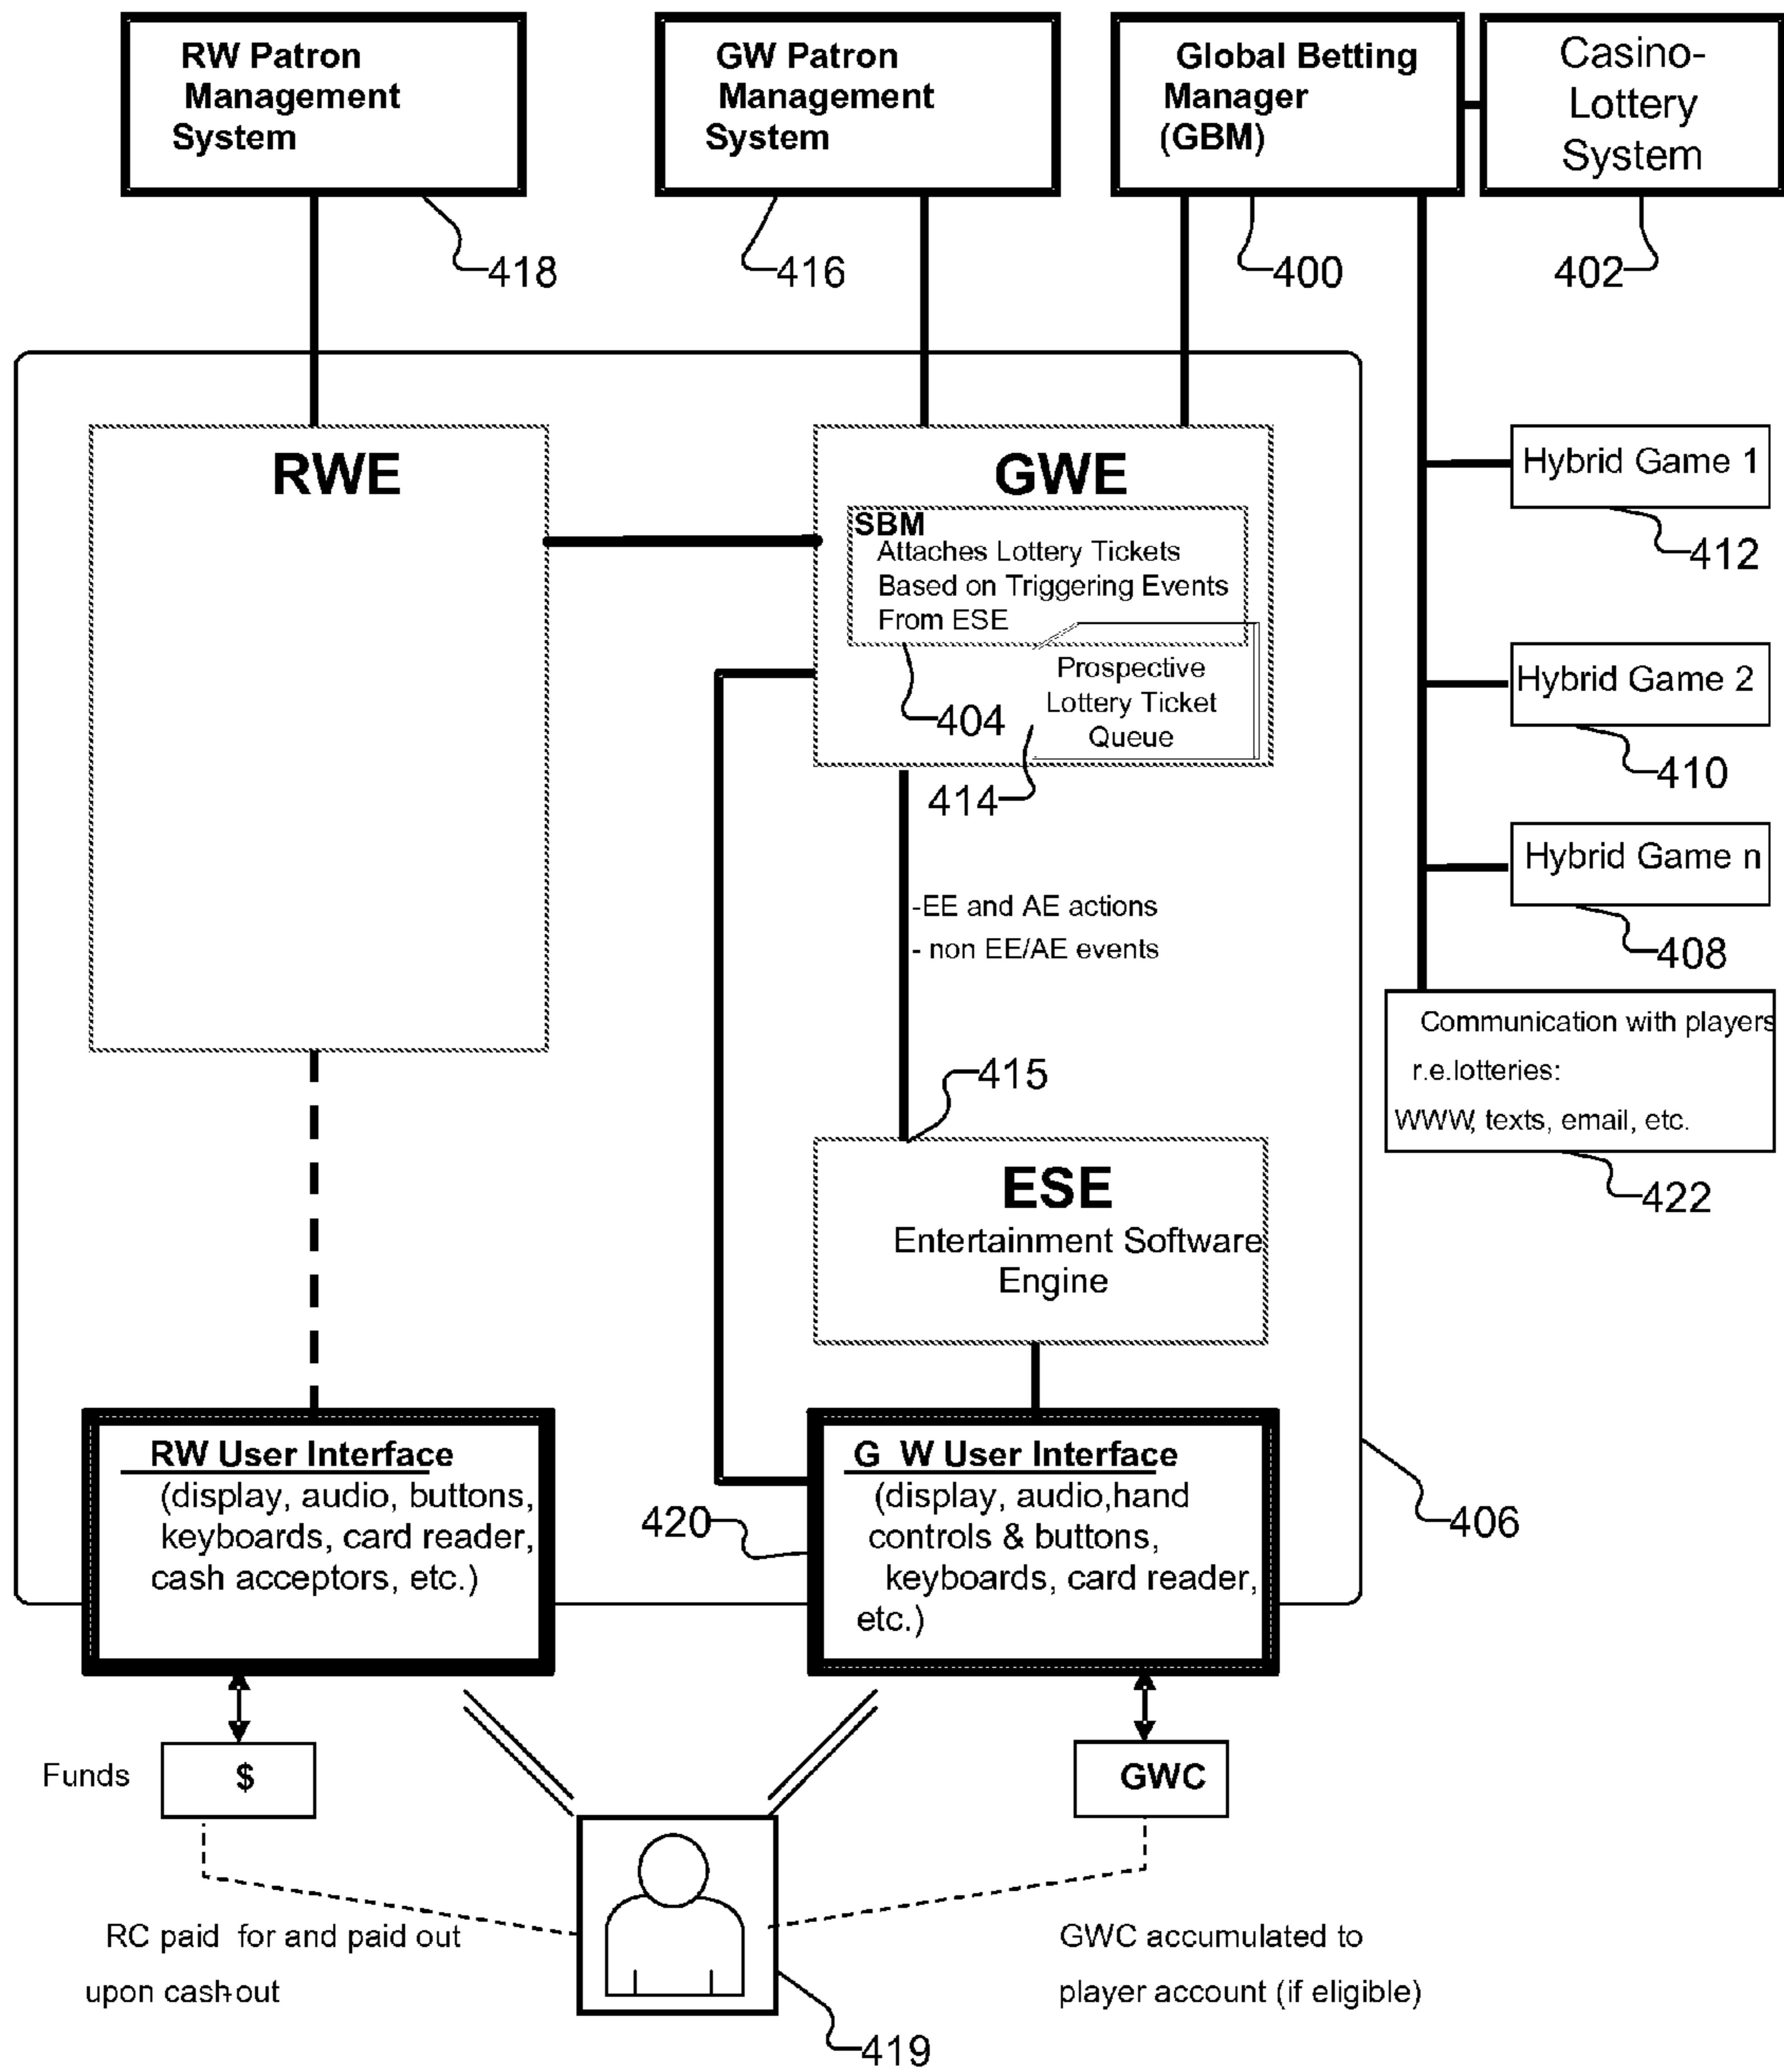 RW Patron
Management
System
GW Patron
Management
System
Global Betting
Manager
(GBM)
Casino-
Lottery
System
418
416
400
402
RWE
GWE
SBM
Attaches Lottery Tickets
Based on Triggering Events
From ESE
Prospective
Lottery Ticket
Queue
404
414
Hybrid Game 1
412
Hybrid Game 2
410
Hybrid Game n
408
-EE and AE actions
- non EE/AE events
Communication with players
r.e.lotteries:
WWW, texts, email, etc.
422
415
ESE
Entertainment Software
Engine
RW User Interface
(display, audio, buttons,
keyboards, card reader,
cash acceptors, etc.)
G W User Interface
(display, audio,hand
controls & buttons,
keyboards, card reader,
etc.)
420
406
Funds
$
GWC
RC paid for and paid out
upon cash-out
GWC accumulated to
player account (if eligible)
419